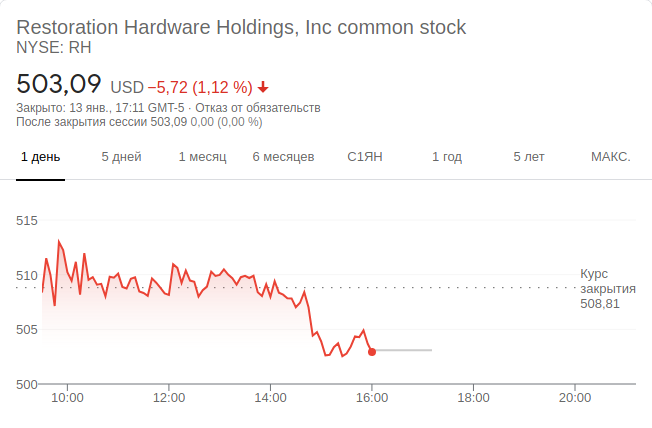 Restoration Hardware Holdings, Inc common stock
NYSE: RH
503,09 USD −5,72 (1,12 %)
Закрыто: 13 янв., 17:11 GMT-5 · Отказ от обязательств
После закрытия сессии 503,09 0,00 (0,00 %)
1 день 5 дней 1 месяц 6 месяцев С1ЯН 1 год 5 лет МАКС.
515
510
Курс
закрытия
508,81
505
500
10:00 12:00 14:00 16:00 18:00 20:00